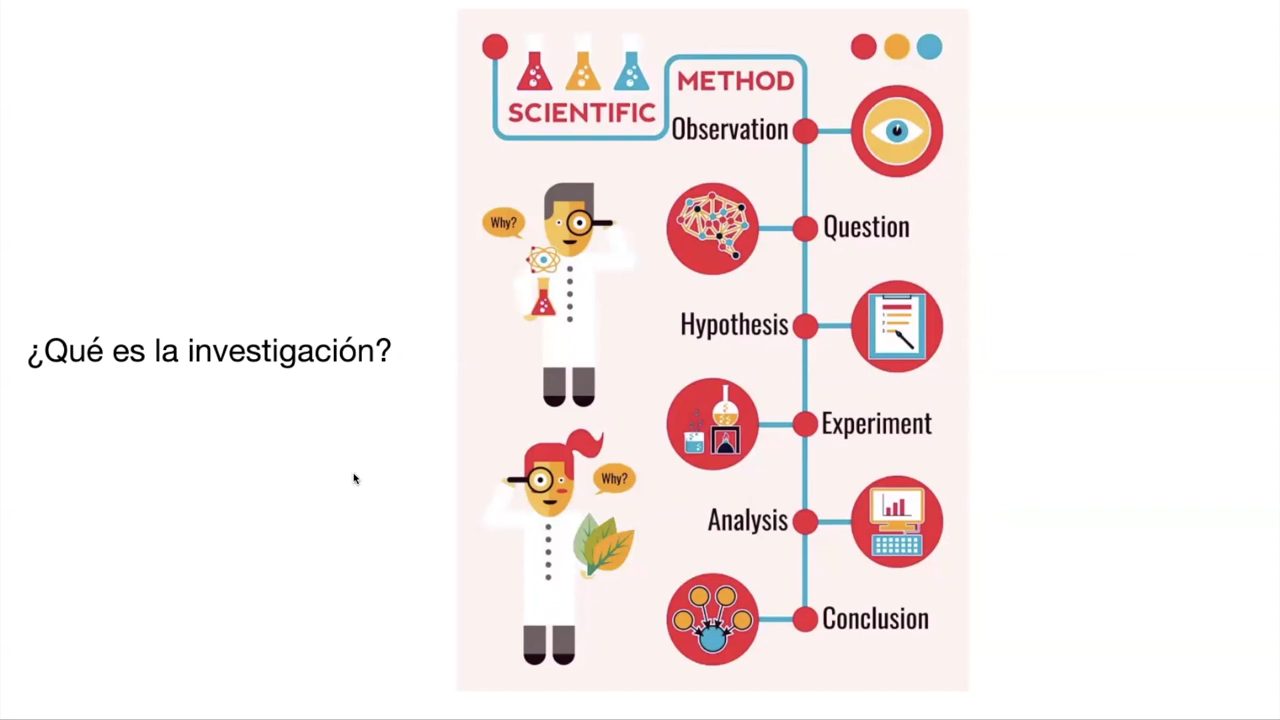 ¿Qué es la investigación?
SCIENTIFIC
METHOD
Observation
Why?
Question
Hypothesis
Experiment
Why?
Analysis
Conclusion